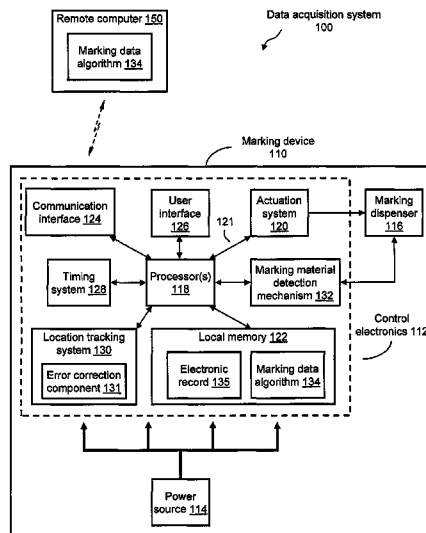 Remote computer 150
Marking data
algorithm 134
Data acquisition system
100
Marking device
110
Communication
interface 124
User
interface
126
Actuation
system
120
121
Marking
dispenser
116
Timing
system 128
Processor(s)
118
Marking material
detection
mechanism 132
Control
electronics 112
Location tracking
system 130
Error correction
component
131
Local memory 122
Electronic
record 135
Marking data
algorithm 134
Power
source 114